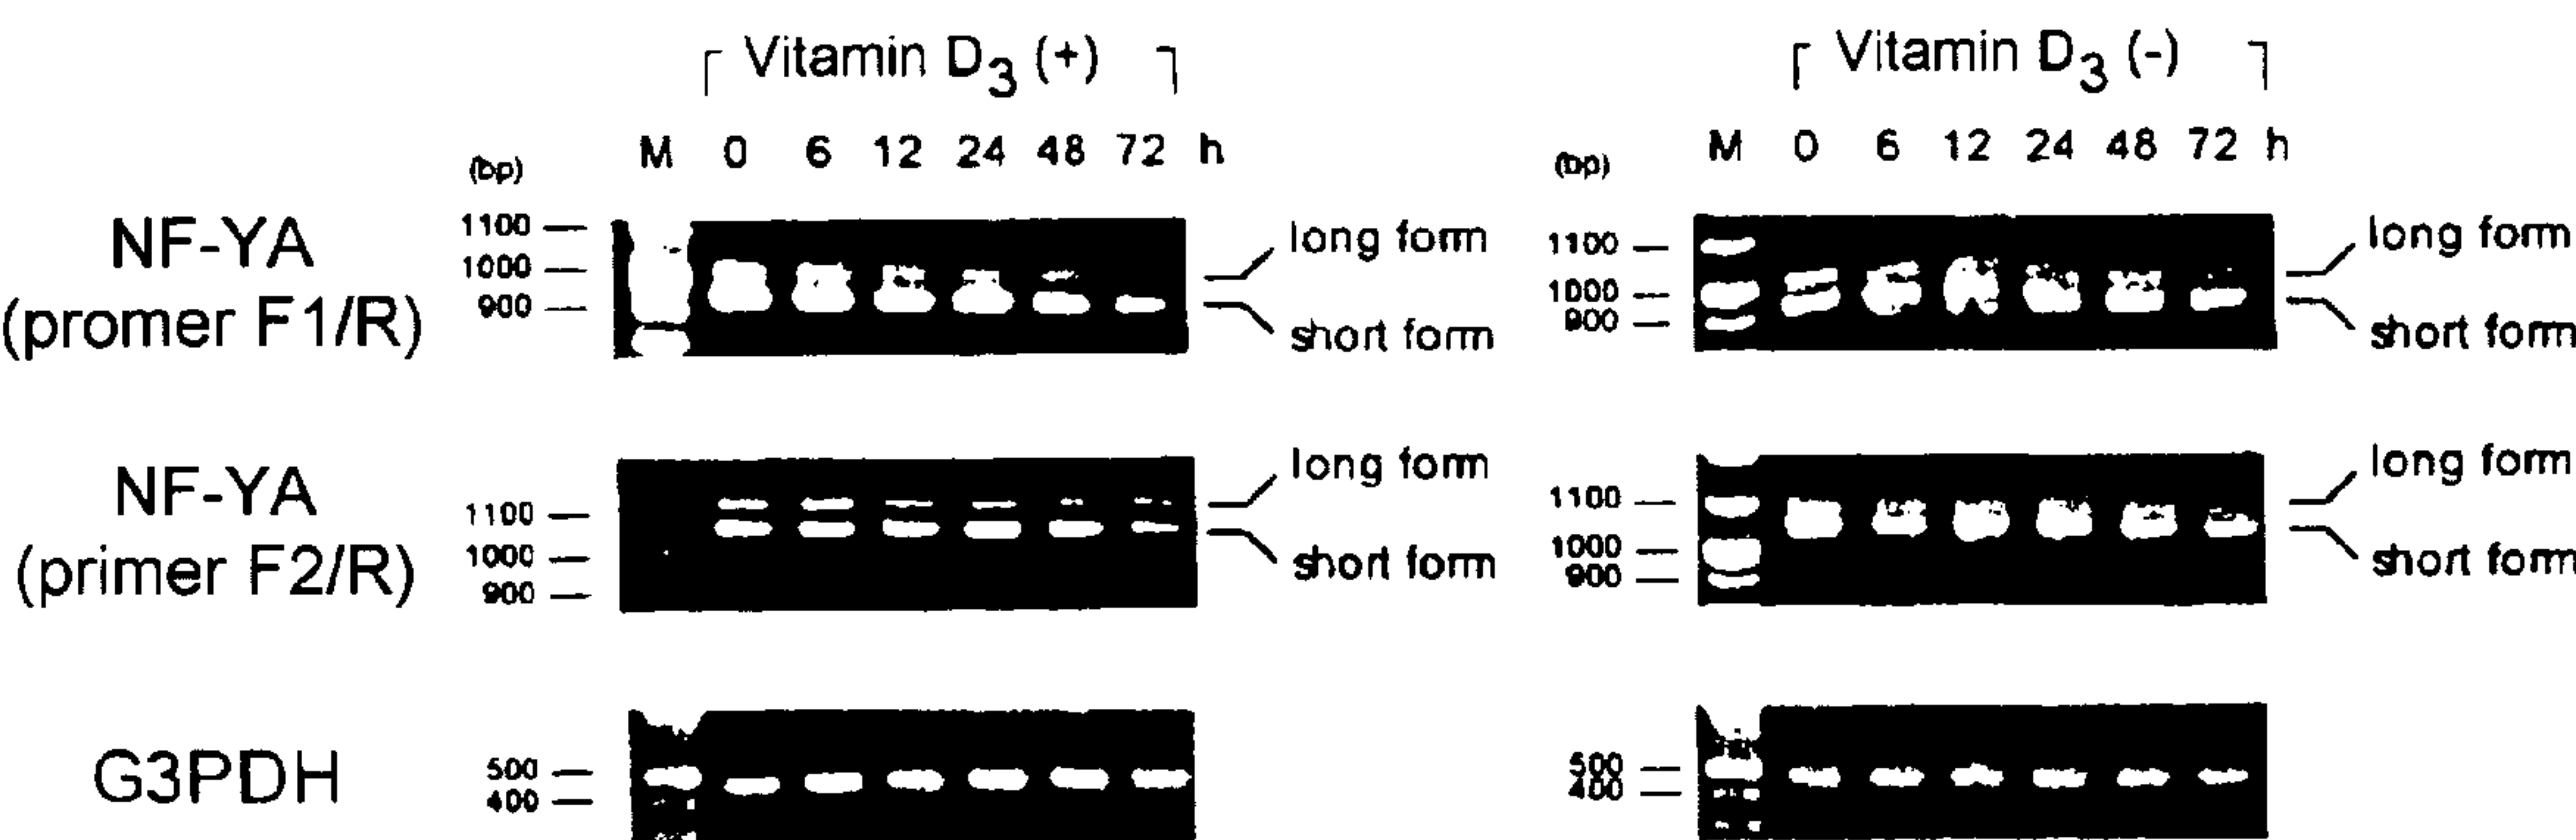 Vitamin D3 (+)
Vitamin D3 (-)
(bp) M 0 6 12 24 48 72 h
(bp) M 0 6 12 24 48 72 h
NF-YA
(promer F1/R)
1100
1000
900
long form
short form
1100
1000
900
long form
short form
NF-YA
(primer F2/R)
1100
1000
900
long form
short form
1100
1000
900
long form
short form
G3PDH
500
400
500
400